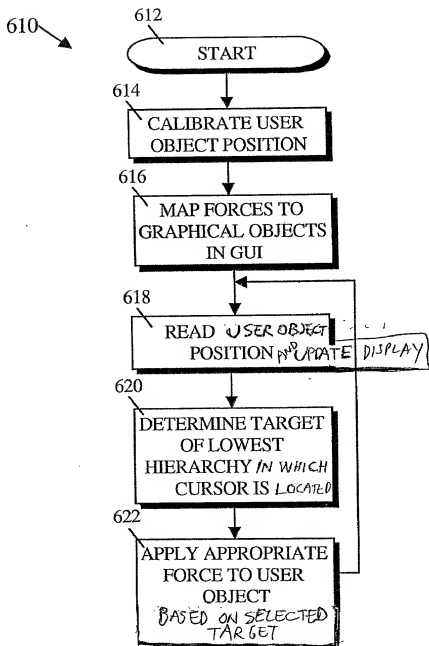 610
612
START
614
CALIBRATE USER
OBJECT POSITION
616
MAP FORCES TO
GRAPHICAL OBJECTS
IN GUI
618
READ USER OBJECT
POSITION AND UPDATE DISPLAY
620
DETERMINE TARGET
OF LOWEST
HIERARCHY IN WHICH
CURSOR IS LOCATED
622
APPLY APPROPRIATE
FORCE TO USER
OBJECT
BASED ON SELECTED
TARGET